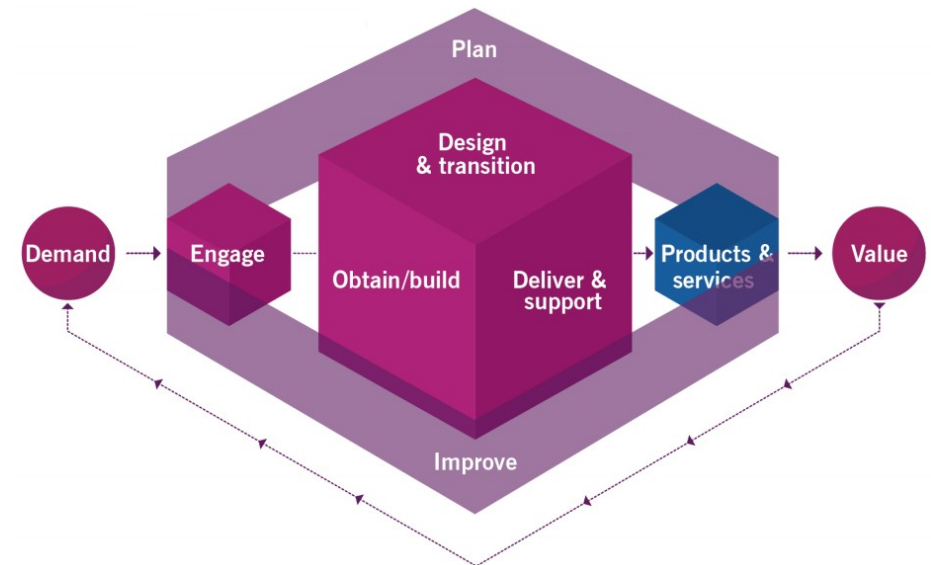 Plan
Design
& transition
Demand
Engage
Obtain/build
Deliver &
support
Products &
services
Value
Improve